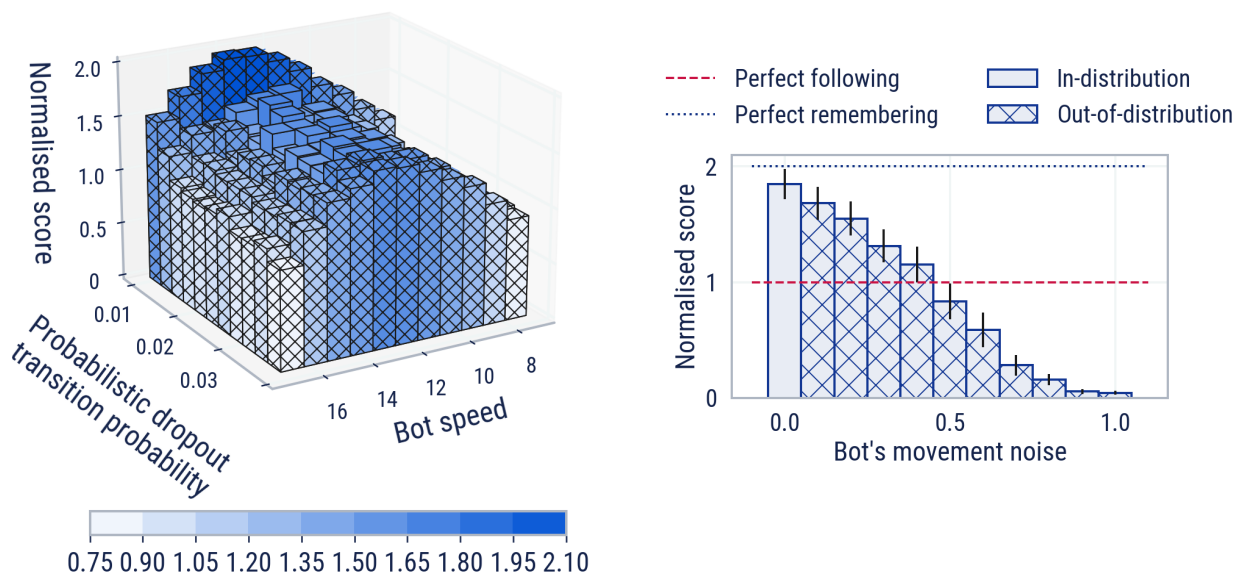 Normalised score
2.0
1.5
1.0
0.5
0
0.01
0.02
0.03
Probabilistic dropout
transition probability
16
14
12
10
8
Bot speed
0.75 0.90 1.05 1.20 1.35 1.50 1.65 1.80 1.95 2.10
Perfect following
Perfect remembering
In-distribution
Out-of-distribution
Normalised score
2
1
0
0.0 0.5 1.0
Bot's movement noise